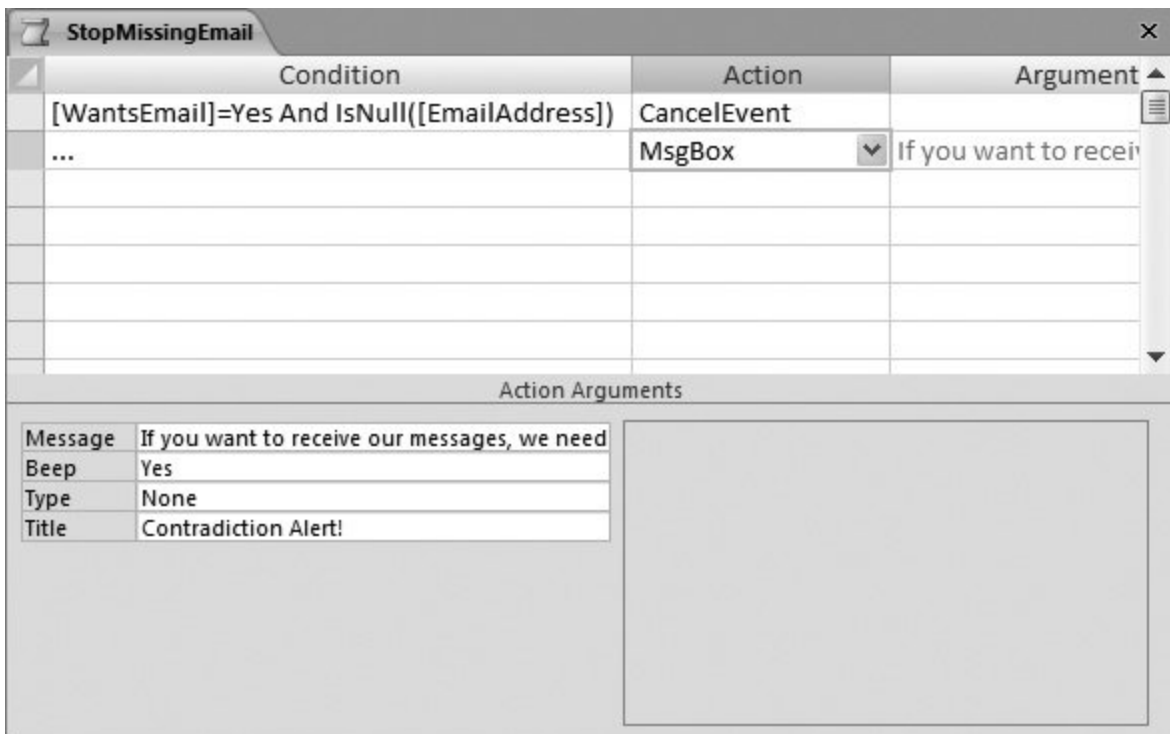 StopMissingEmail
Condition Action Argument
[WantsEmail]=Yes And IsNull([EmailAddress]) CancelEvent
... MsgBox If you want to
Action Arguments
Message If you want to receive our messages, we need
Beep Yes
Type None
Title Contradiction Alert!